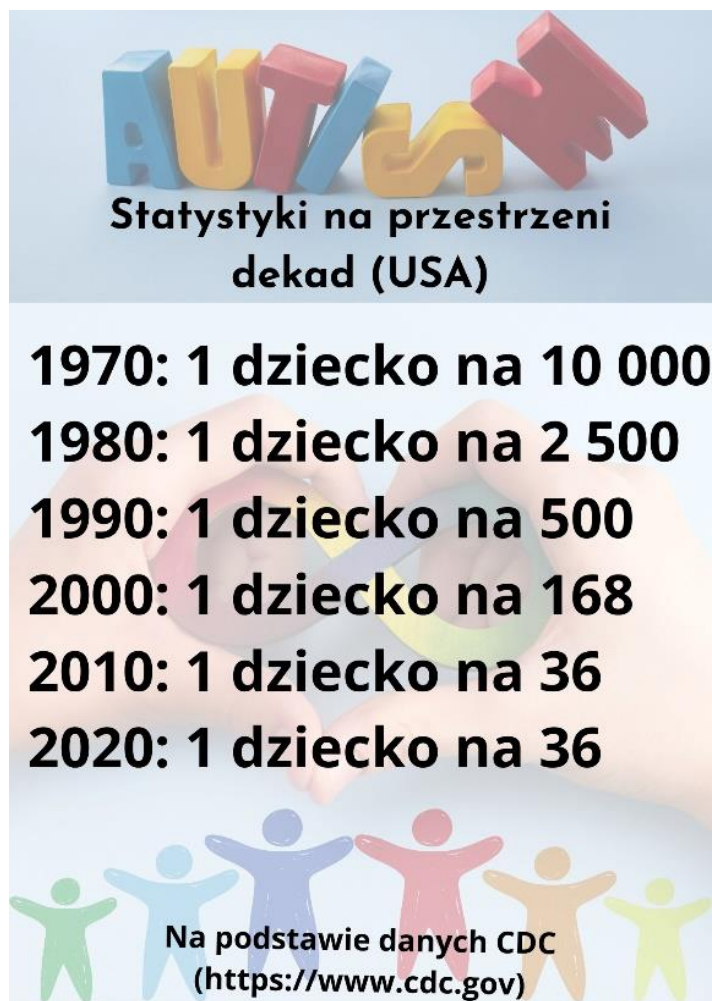 AUTISM
Statystyki na przestrzeni
dekad (USA)
1970: 1 dziecko na 10 000
1980: 1 dziecko na 2 500
1990: 1 dziecko na 500
2000: 1 dziecko na 168
2010: 1 dziecko na 36
2020: 1 dziecko na 36
Na podstawie danych CDC
(https://www.cdc.gov)